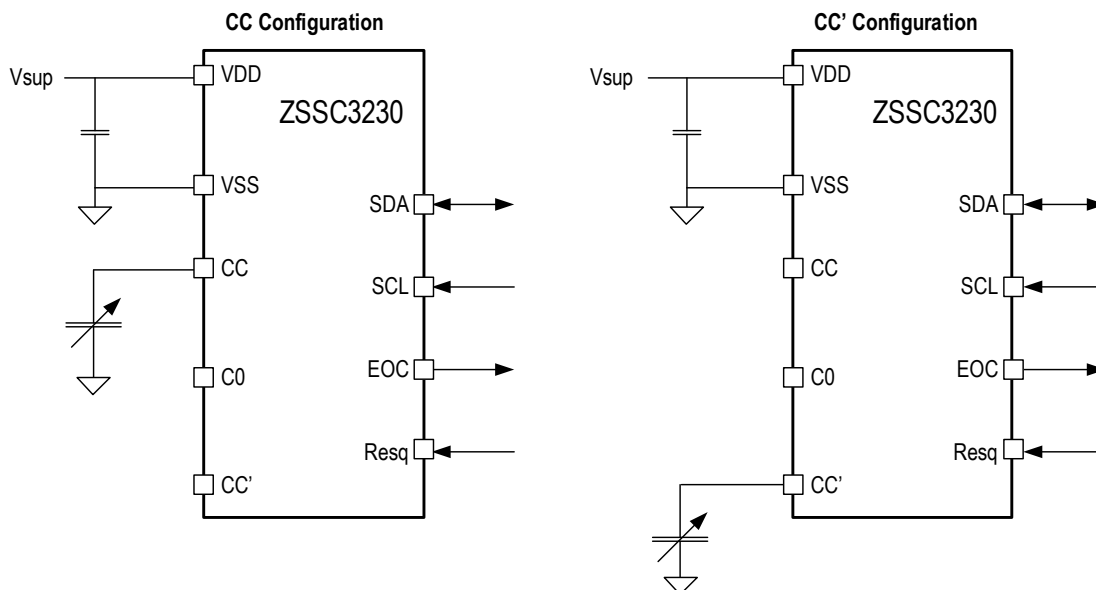 CC Configuration
Vsup
VDD
ZSSC3230
VSS
SDA
CC
SCL
EOC
C0
Resq
CC’
CC’ Configuration
Vsup
VDD
ZSSC3230
VSS
SDA
CC
SCL
EOC
C0
Resq
CC’